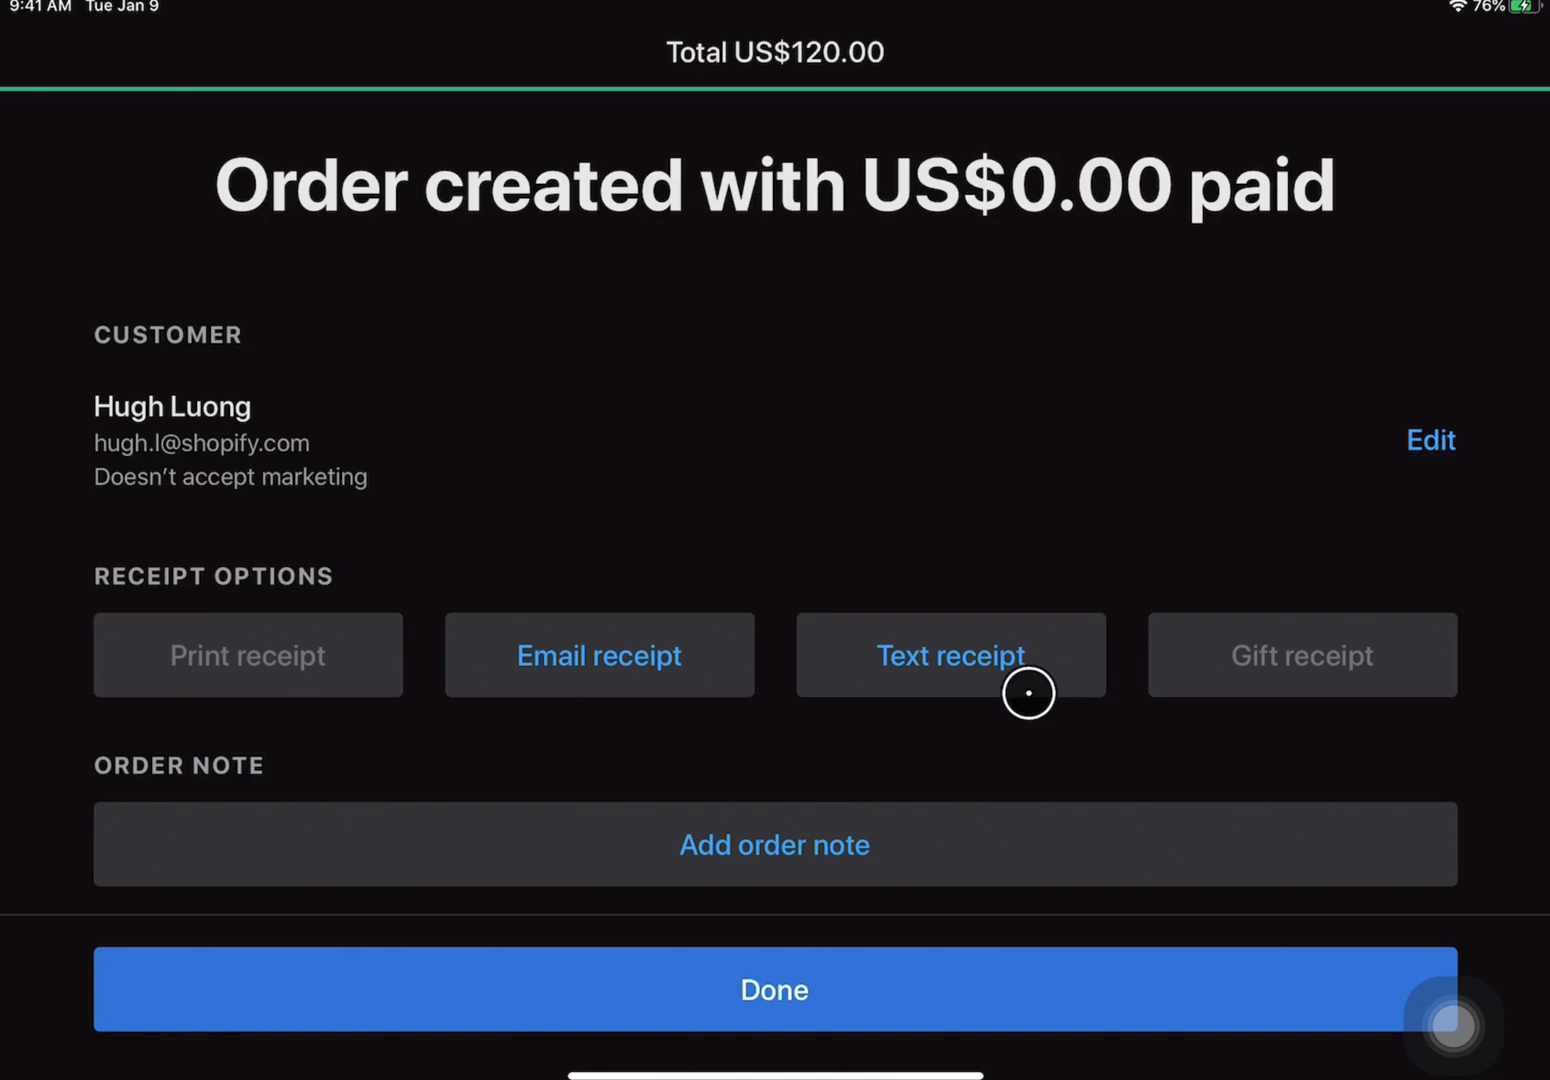 9:41 AM Tue Jan 9
76%
Total US$120.00
Order created with US$0.00 paid
CUSTOMER
Hugh Luong
hugh.l@shopify.com
Edit
Doesn’t accept marketing
RECEIPT OPTIONS
Print receipt
Email receipt
Text receipt
Gift receipt
ORDER NOTE
Add order note
Done